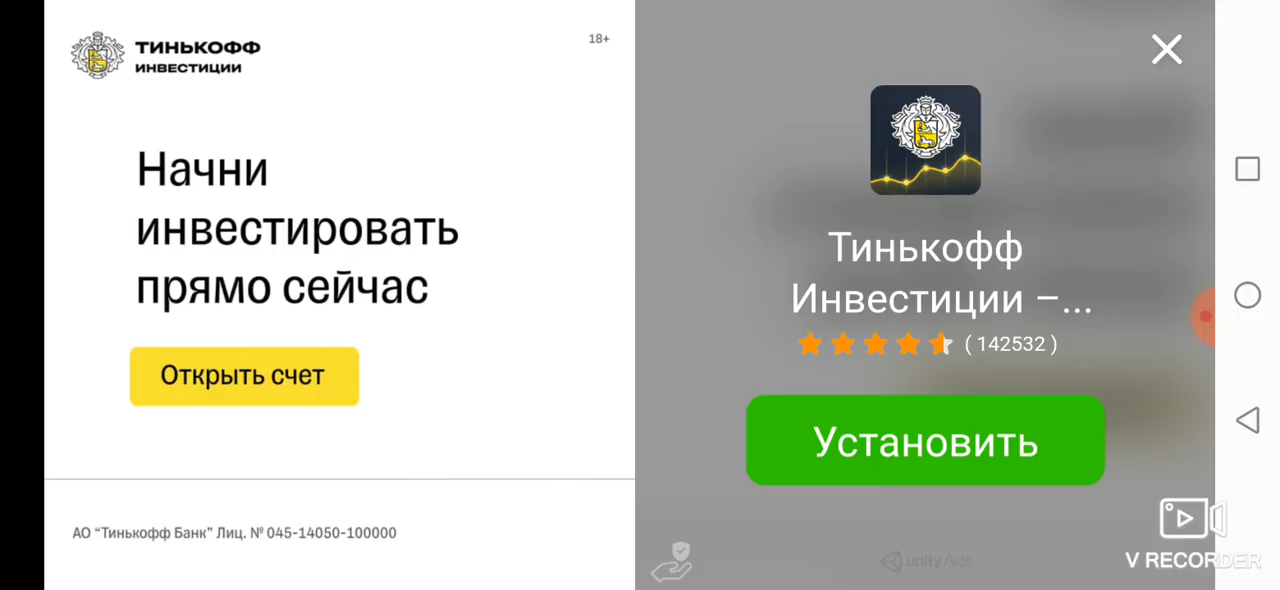 ТИНЬКОФФ
ИНВЕСТИЦИИ
18+
Начни
инвестировать
прямо сейчас
Открыть счет
АО “Тинькофф Банк” Лиц. № 045-14050-100000
Тинькофф
Инвестиции –...
( 142532 )
Установить
unity Ads
V RECORDER